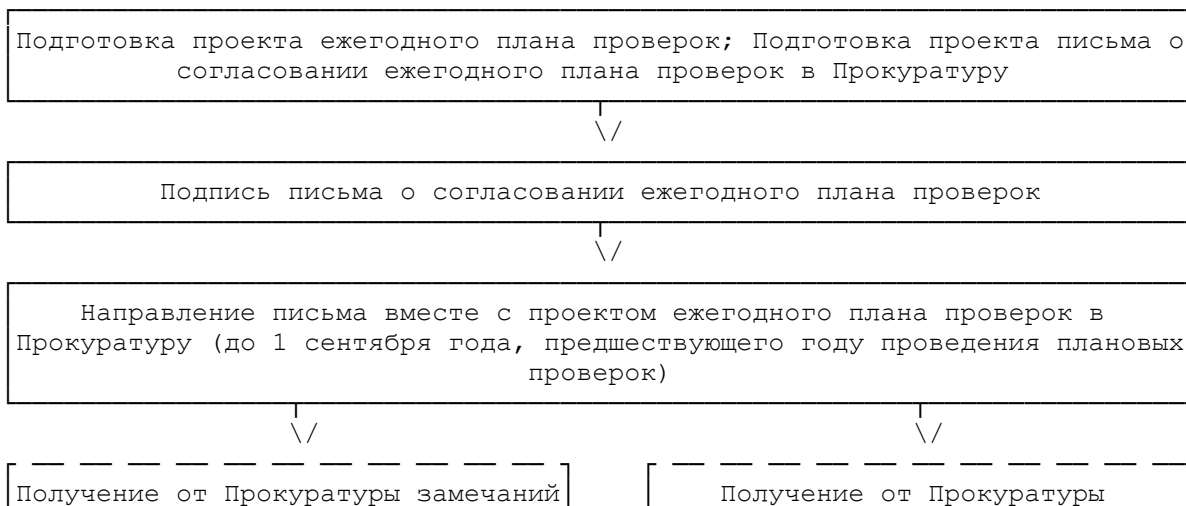 Подготовка проекта ежегодного плана проверок; Подготовка проекта письма о
согласовании ежегодного плана проверок в Прокуратуру
\/
Подпись письма о согласовании ежегодного плана проверок
\/
Направление письма вместе с проектом ежегодного плана проверок в
Прокуратуру (до 1 сентября года, предшествующего году проведения плановых
проверок)
\/ \/
Получение от Прокуратуры замечаний Получение от Прокуратуры